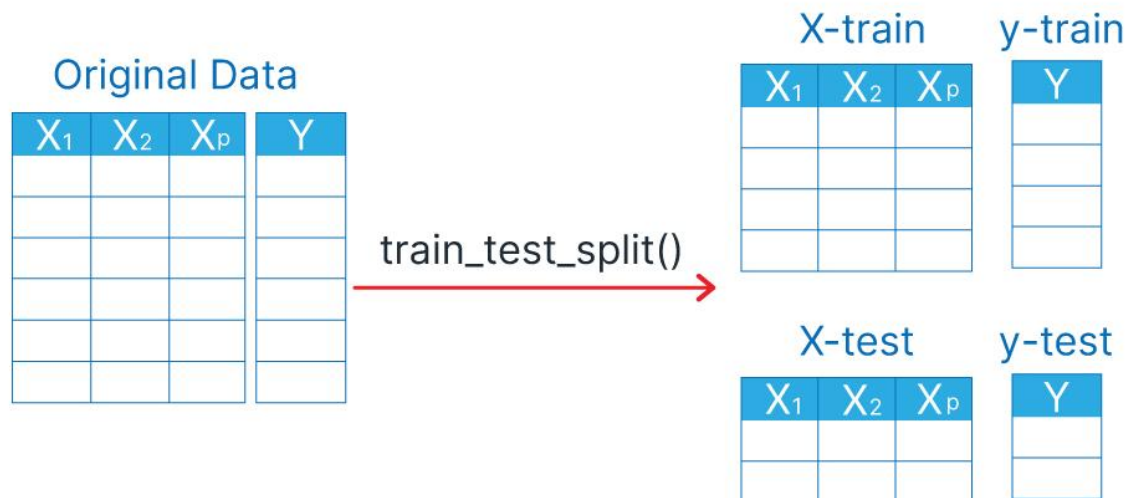 Original Data
X₁ X₂ Xₚ Y
train_test_split()
X-train y-train
X₁ X₂ Xₚ Y
X-test y-test
X₁ X₂ Xₚ Y